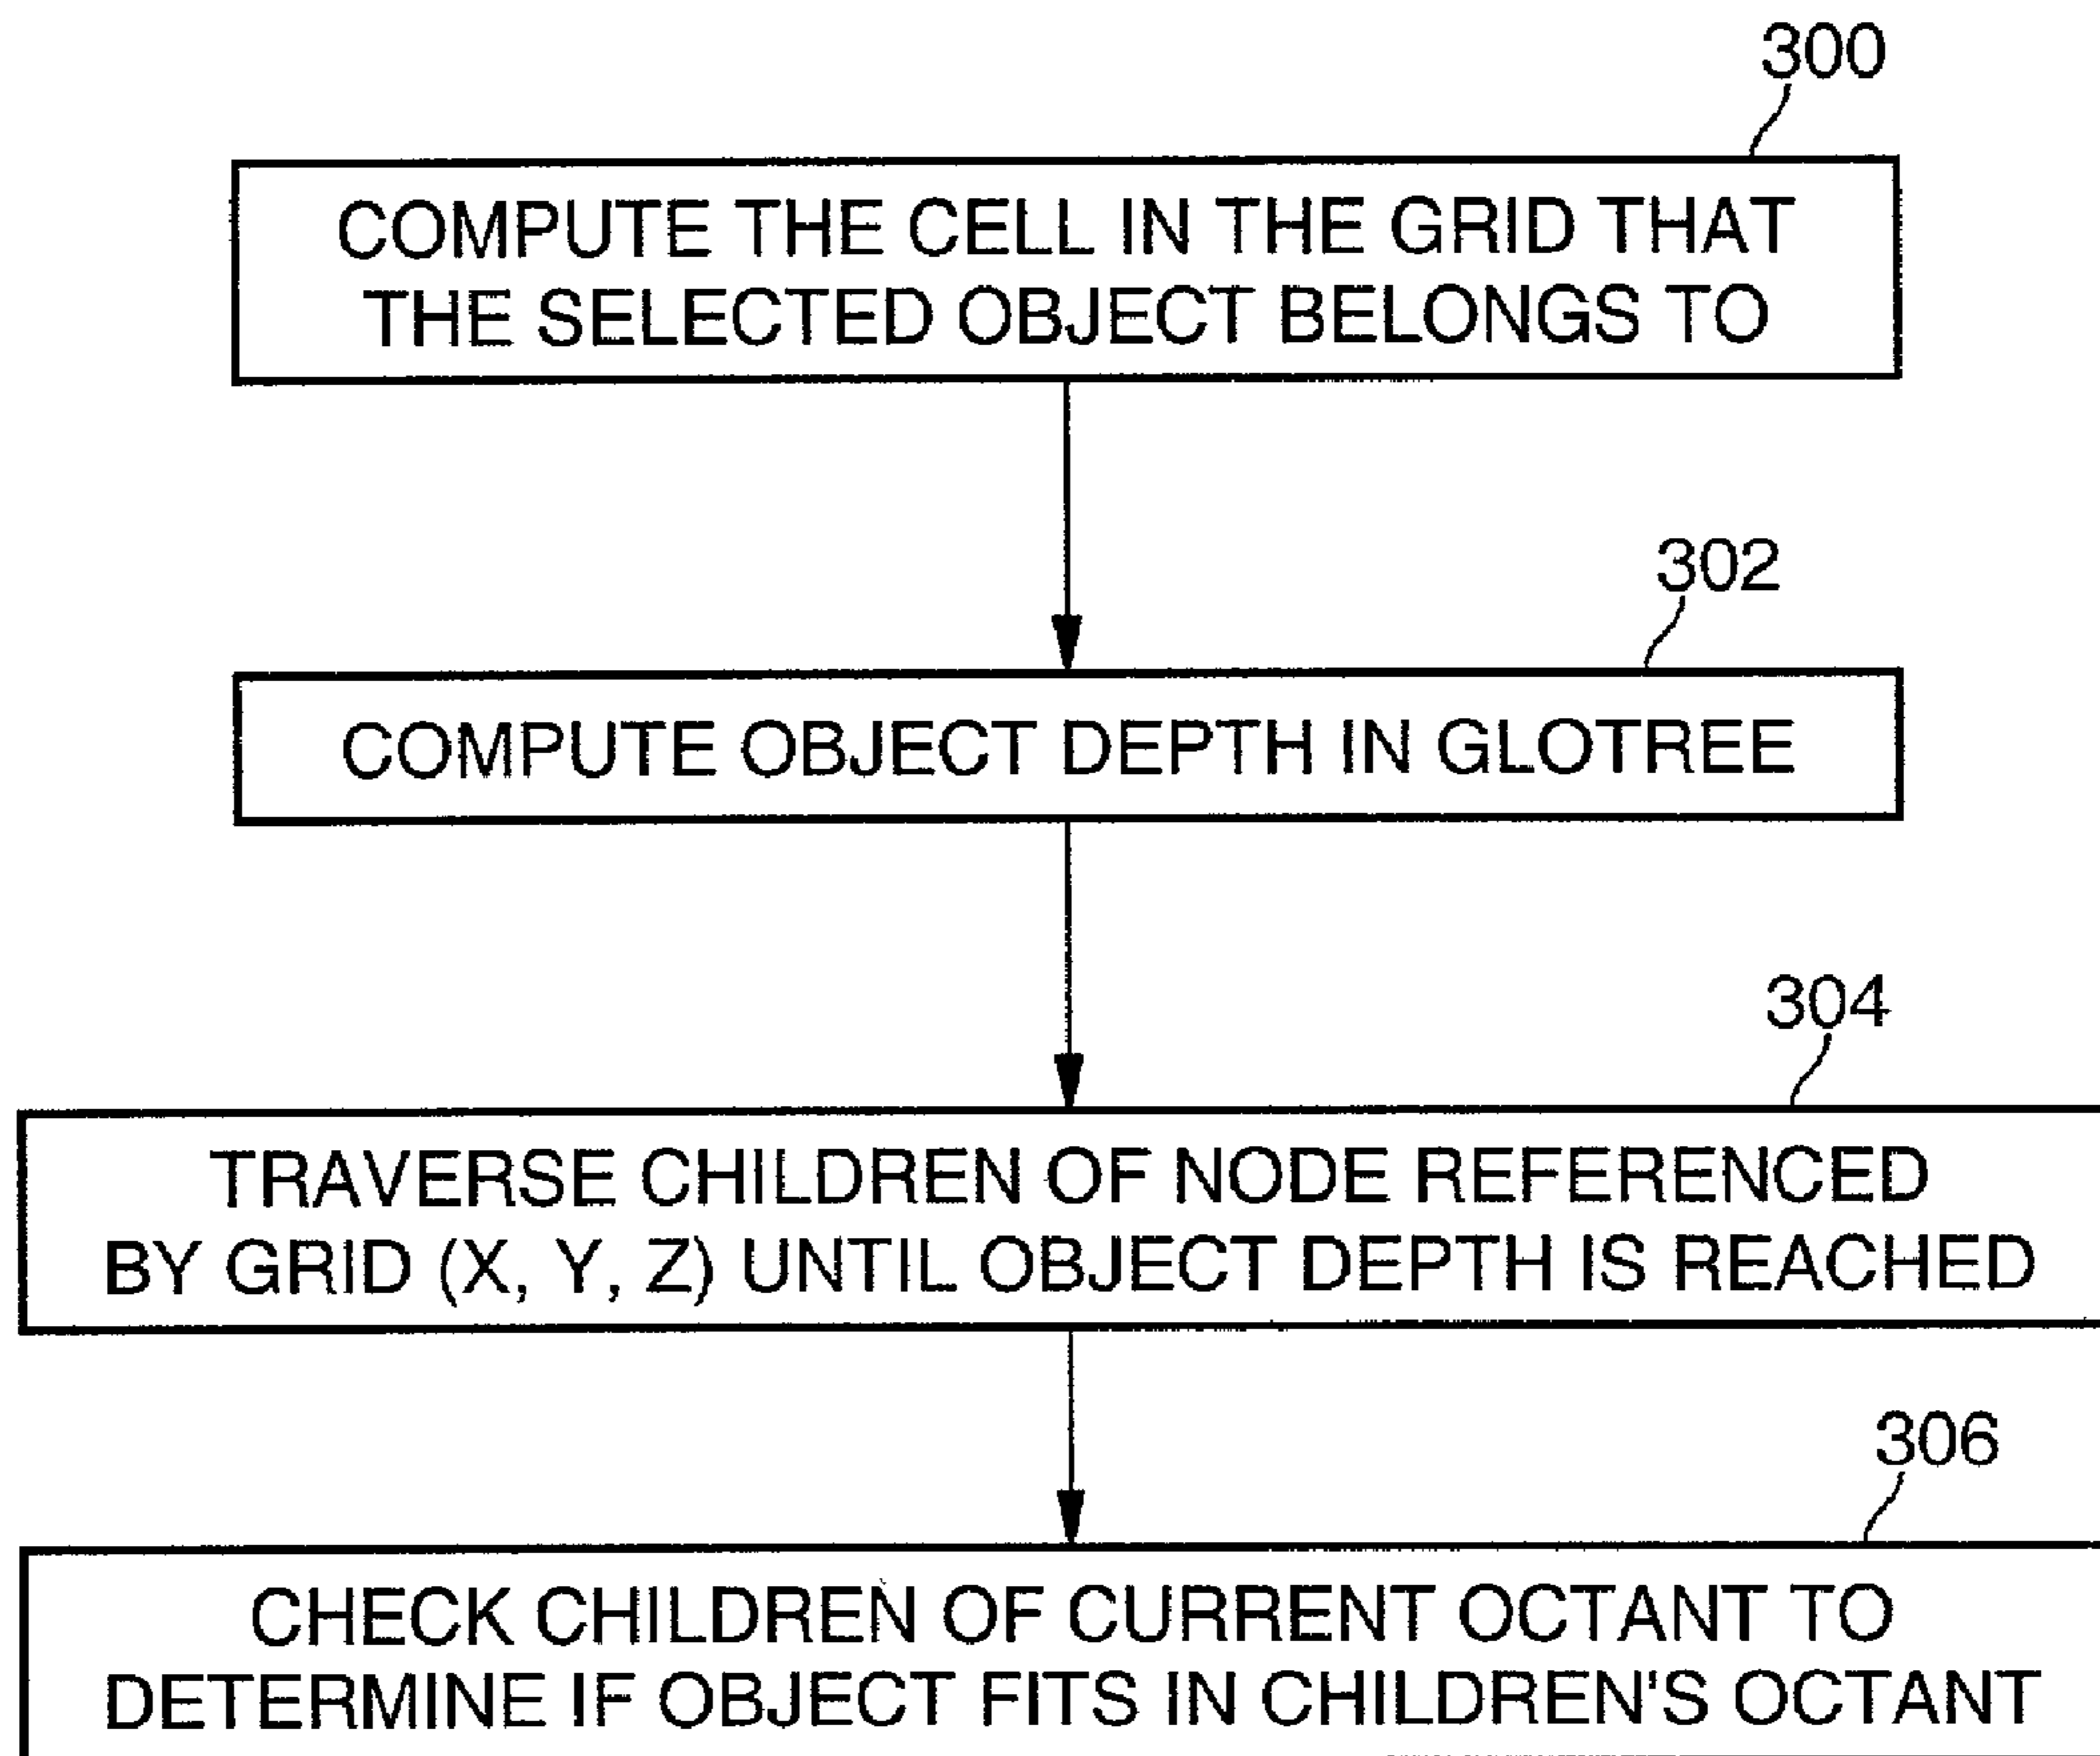 300
COMPUTE THE CELL IN THE GRID THAT
THE SELECTED OBJECT BELONGS TO
302
COMPUTE OBJECT DEPTH IN GLOTREE
304
TRAVERSE CHILDREN OF NODE REFERENCED
BY GRID (X, Y, Z) UNTIL OBJECT DEPTH IS REACHED
306
CHECK CHILDREN OF CURRENT OCTANT TO
DETERMINE IF OBJECT FITS IN CHILDREN'S OCTANT